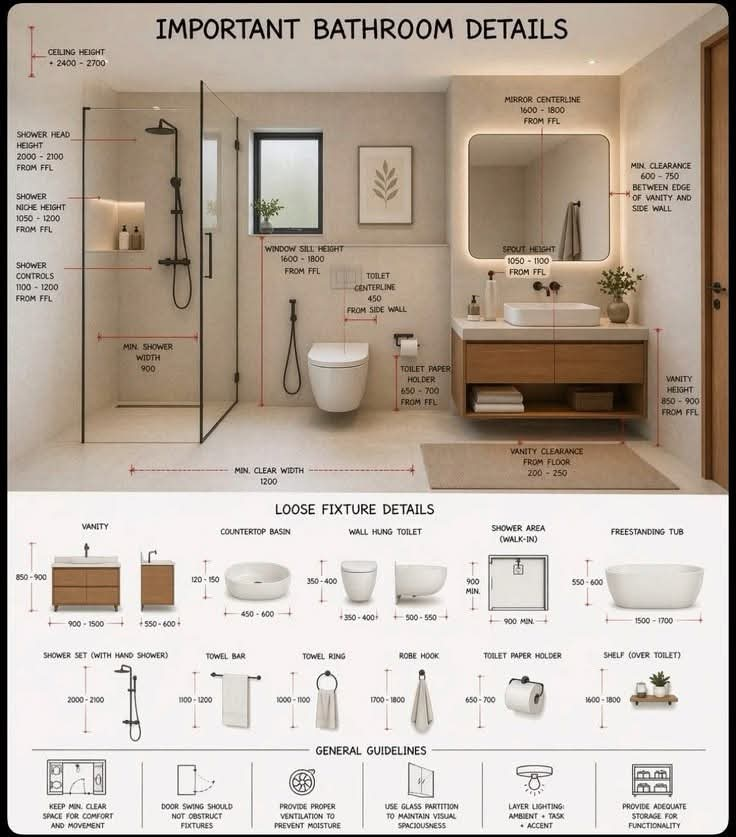 IMPORTANT BATHROOM DETAILS
CEILING HEIGHT
+ 2400 - 2700
SHOWER HEAD
HEIGHT
2000 - 2100
FROM FFL
SHOWER
NICHE HEIGHT
1050 - 1200
FROM FFL
SHOWER
CONTROLS
1100 - 1200
FROM FFL
MIN. SHOWER
WIDTH
900
WINDOW SILL HEIGHT
1600 - 1800
FROM FFL
TOILET
CENTERLINE
450
FROM SIDE WALL
TOILET PAPER
HOLDER
650 - 700
FROM FFL
MIRROR CENTERLINE
1600 - 1800
FROM FFL
MIN. CLEARANCE
600 - 750
BETWEEN EDGE
OF VANITY AND
SIDE WALL
SPOUT HEIGHT
1050 - 1100
FROM FFL
VANITY
HEIGHT
850 - 900
FROM FFL
VANITY CLEARANCE
FROM FLOOR
200 - 250
MIN. CLEAR WIDTH
1200
LOOSE FIXTURE DETAILS
VANITY
850-900
900 - 1500
550-600
COUNTERTOP BASIN
120-150
450 - 600
WALL HUNG TOILET
350-400
350-400
500 - 550
SHOWER AREA
(WALK-IN)
900
MIN.
900 MIN.
FREESTANDING TUB
550-600
1500 - 1700
SHOWER SET (WITH HAND SHOWER)
2000-2100
TOWEL BAR
1100-1200
TOWEL RING
1000-1100
ROBE HOOK
1700-1800
TOILET PAPER HOLDER
650-700
SHELF (OVER TOILET)
1600-1800
GENERAL GUIDELINES
KEEP MIN. CLEAR
SPACE FOR COMFORT
AND MOVEMENT
DOOR SWING SHOULD
NOT OBSTRUCT
FIXTURES
PROVIDE PROPER
VENTILATION TO
PREVENT MOISTURE
USE GLASS PARTITION
TO MAINTAIN VISUAL
SPACIOUSNESS
LAYER LIGHTING:
AMBIENT + TASK
+ ACCENT
PROVIDE ADEQUATE
STORAGE FOR
FUNCTIONALITY